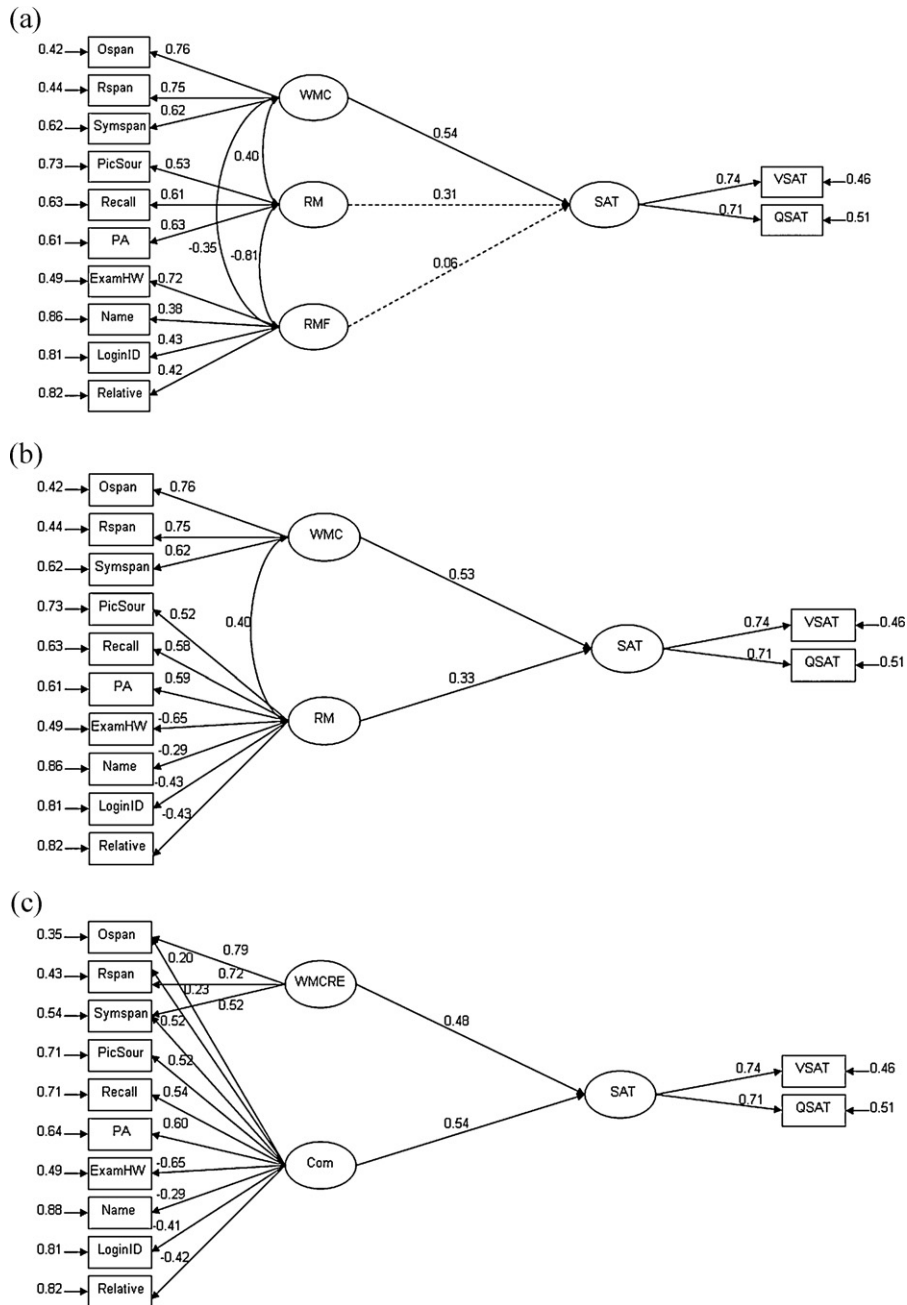 (a)
0.42 Ospan 0.76
0.44 Rspan 0.75 WMC
0.62 Symspan 0.62 0.54
0.73 PicSour 0.53 0.40 0.74 VSAT 0.46
0.63 Recall 0.61 RM 0.31 SAT
0.61 PA 0.63 -0.35 -0.81 0.71 QSAT 0.51
0.49 ExamHW 0.72 0.06
0.86 Name 0.38 RMF
0.81 LoginID 0.43
0.82 Relative 0.42
(b)
0.42 Ospan 0.76
0.44 Rspan 0.75 WMC
0.62 Symspan 0.62 0.53
0.73 PicSour 0.52 0.40 0.74 VSAT 0.46
0.63 Recall 0.58 SAT
0.61 PA 0.59 0.33 0.71 QSAT 0.51
0.49 ExamHW -0.65 RM
0.86 Name -0.29
0.81 LoginID -0.43
0.82 Relative -0.43
(c)
0.35 Ospan 0.79
0.43 Rspan 0.20 0.72 WMCRE
0.54 Symspan 0.23 0.52 0.48
0.71 PicSour 0.52 0.52 0.74 VSAT 0.46
0.71 Recall 0.54 SAT
0.64 PA 0.60 0.54 0.71 QSAT 0.51
0.49 ExamHW -0.65 Com
0.88 Name -0.29
0.81 LoginID -0.41
0.82 Relative -0.42